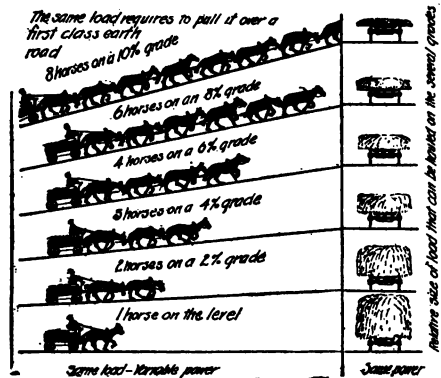 The same load requires to pull it over a
first class earth
road
8 horses on a 10% grade
6 horses on an 8% grade
4 horses on a 6% grade
3 horses on a 4% grade
2 horses on a 2% grade
1 horse on the level
Same load - Variable power
Same power
Relative size of load that can be hauled on the several grades